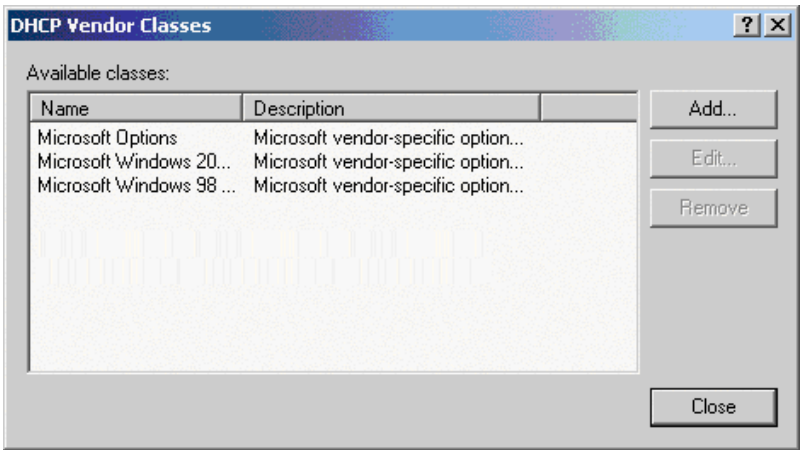 DHCP Vendor Classes
Available classes:
Name Description
Microsoft Options Microsoft vendor-specific option...
Microsoft Windows 20... Microsoft vendor-specific option...
Microsoft Windows 98 ... Microsoft vendor-specific option...
Add...
Edit...
Remove
Close